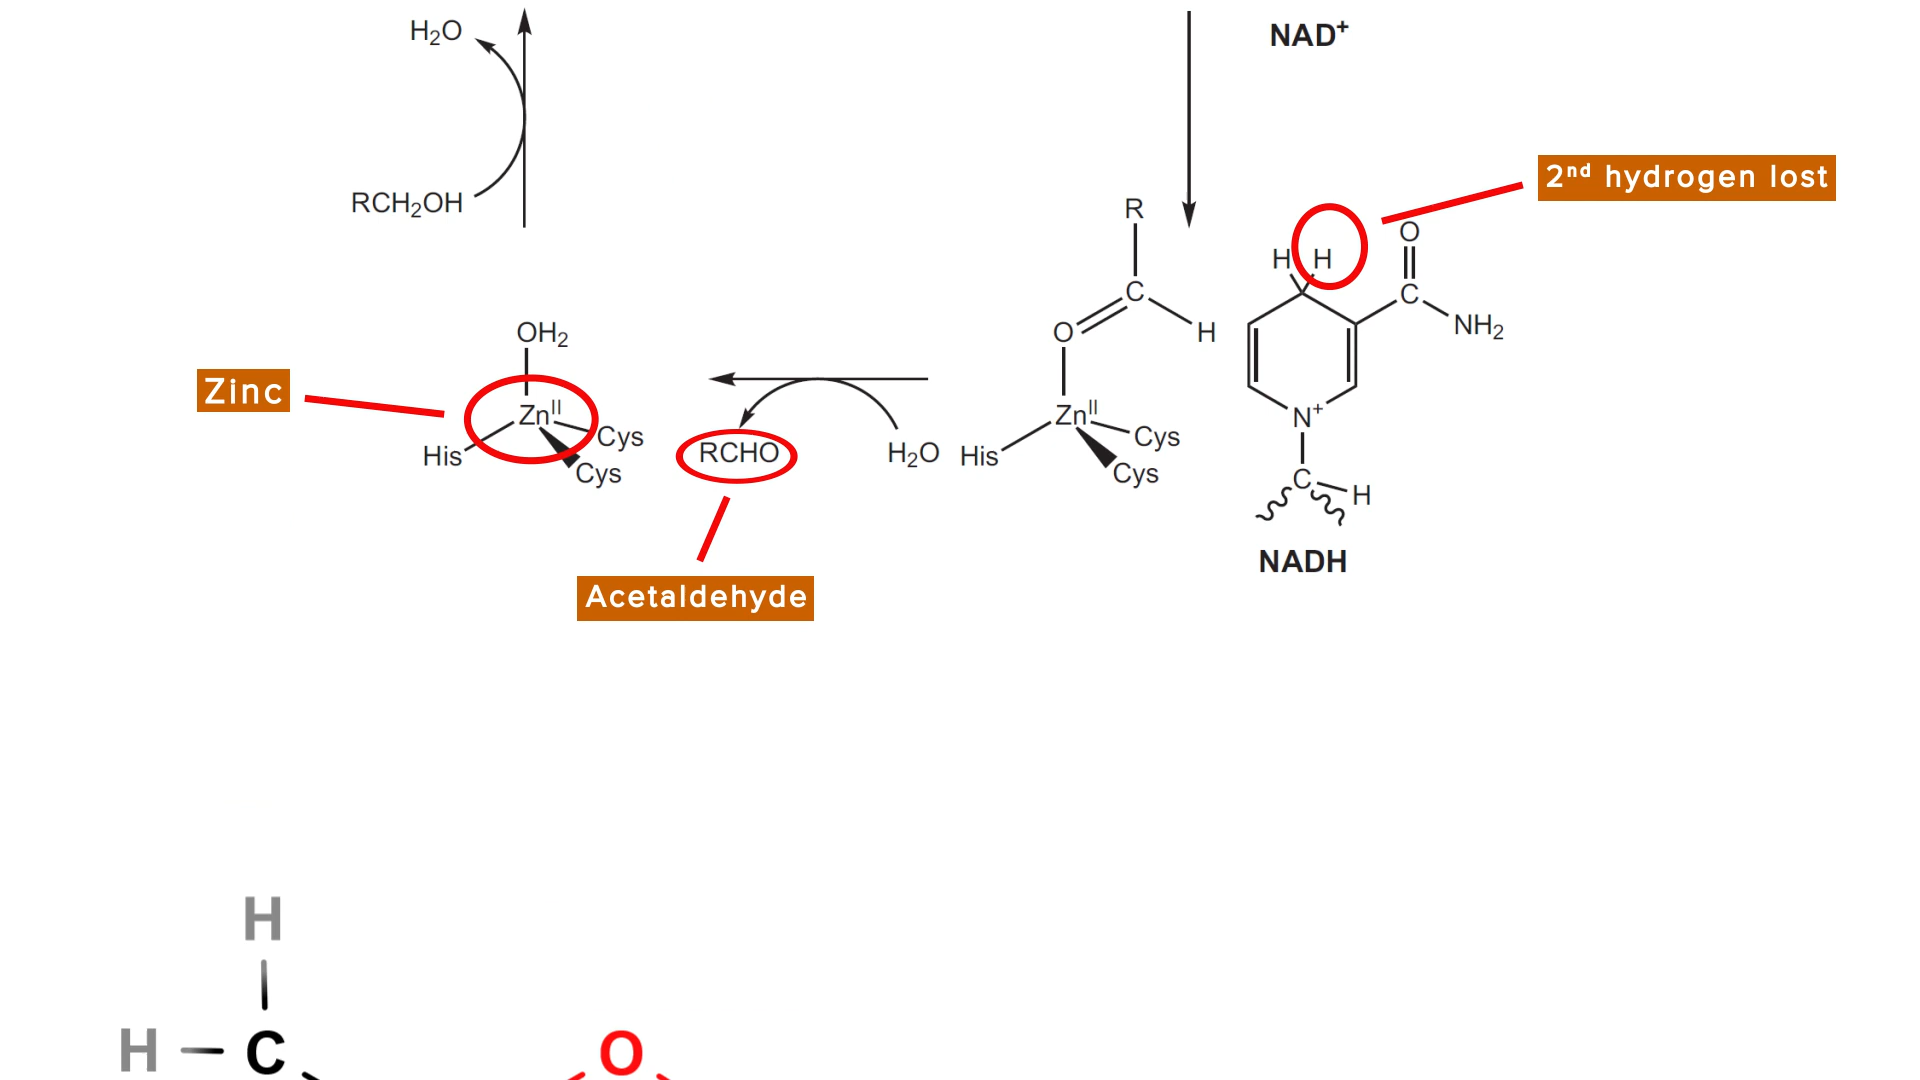 H₂O
NAD⁺
2ⁿᵈ hydrogen lost
RCH₂OH
R
O
H H
C
C
O
H
NH₂
OH₂
Zinc
Znᴵᴵ
Znᴵᴵ
N⁺
Cys
Cys
His
RCHO
H₂O
His
Cys
Cys
C
H
NADH
Acetaldehyde
H
H
C
O